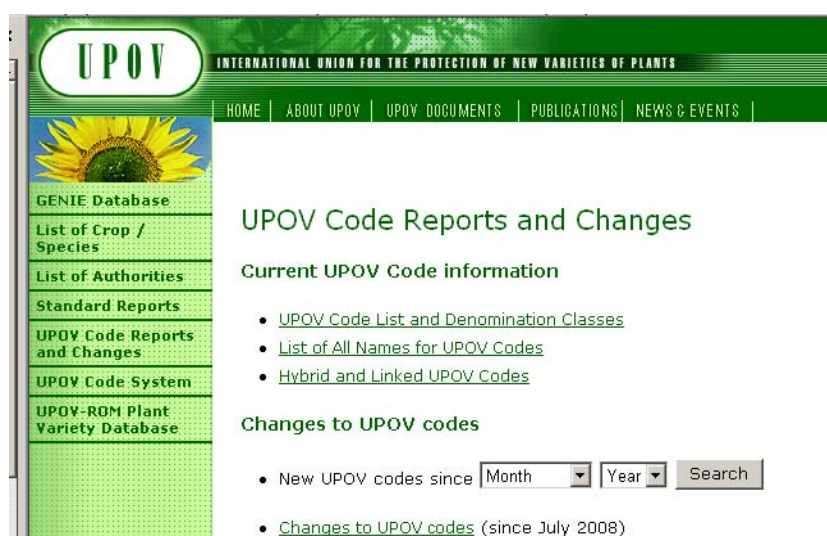 UPOV
INTERNATIONAL UNION FOR THE PROTECTION OF NEW VARIETIES OF PLANTS
HOME | ABOUT UPOV | UPOV DOCUMENTS | PUBLICATIONS | NEWS & EVENTS |
GENIE Database
List of Crop /
Species
List of Authorities
Standard Reports
UPOV Code Reports
and Changes
UPOV Code System
UPOV-ROM Plant
Variety Database
UPOV Code Reports and Changes
Current UPOV Code information
• UPOV Code List and Denomination Classes
• List of All Names for UPOV Codes
• Hybrid and Linked UPOV Codes
Changes to UPOV codes
• New UPOV codes since Month Year Search
• Changes to UPOV codes (since July 2008)